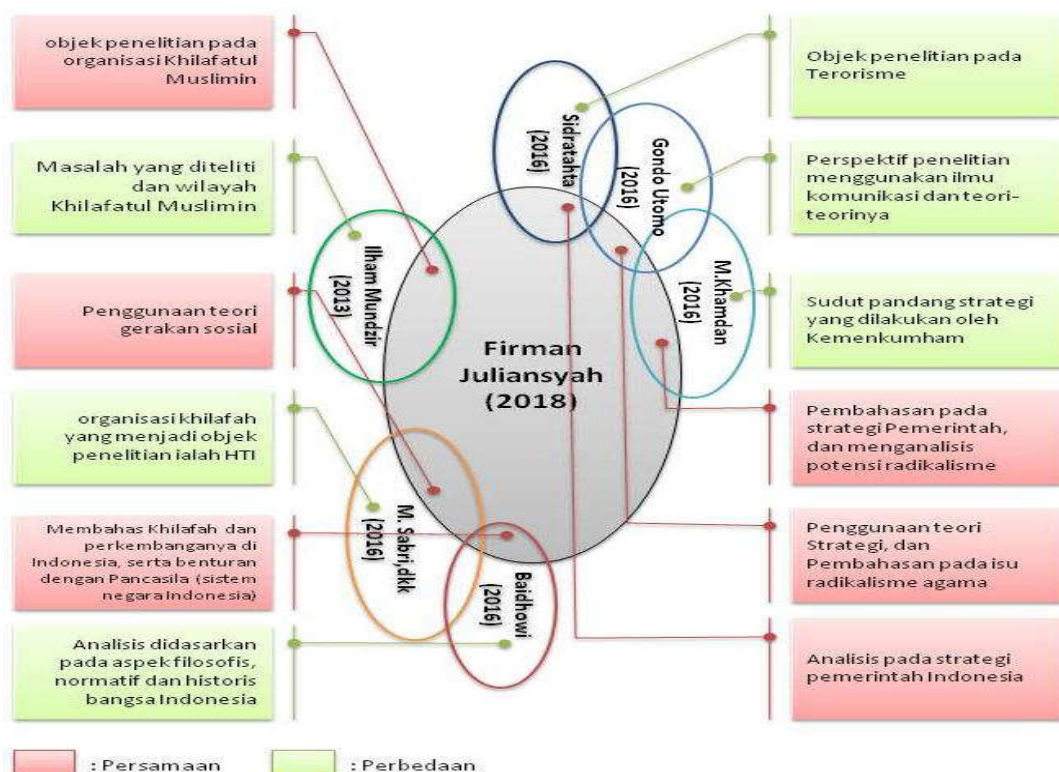 objek penelitian pada
organisasi Khilafatul
Muslimin
Masalah yang diteliti
dan wilayah
Khilafatul Muslimin
Penggunaan teori
gerakan sosial
organisasi khilafah
yang menjadi objek
penelitian ialah HTI
Membahas Khilafah dan
perkembanganya di
Indonesia, serta benturan
dengan Pancasila (sistem
negara Indonesia)
Analisis didasarkan
pada aspek filosofis,
normatif dan historis
bangsa Indonesia
Sidratahta
(2016)
Gondo Utomo
(2016)
M.Khamdan
(2016)
Ilham Mundzir
(2013)
Firman
Juliansyah
(2018)
M. Sabri,dkk
(2016)
Baidhowi
(2016)
Objek penelitian pada
Terorisme
Perspektif penelitian
menggunakan ilmu
komunikasi dan teori-
teorinya
Sudut pandang strategi
yang dilakukan oleh
Kemenkumham
Pembahasan pada
strategi Pemerintah,
dan menganalisis
potensi radikalisme
Penggunaan teori
Strategi, dan
Pembahasan pada isu
radikalisme agama
Analisis pada strategi
pemerintah Indonesia
: Persamaan
: Perbedaan